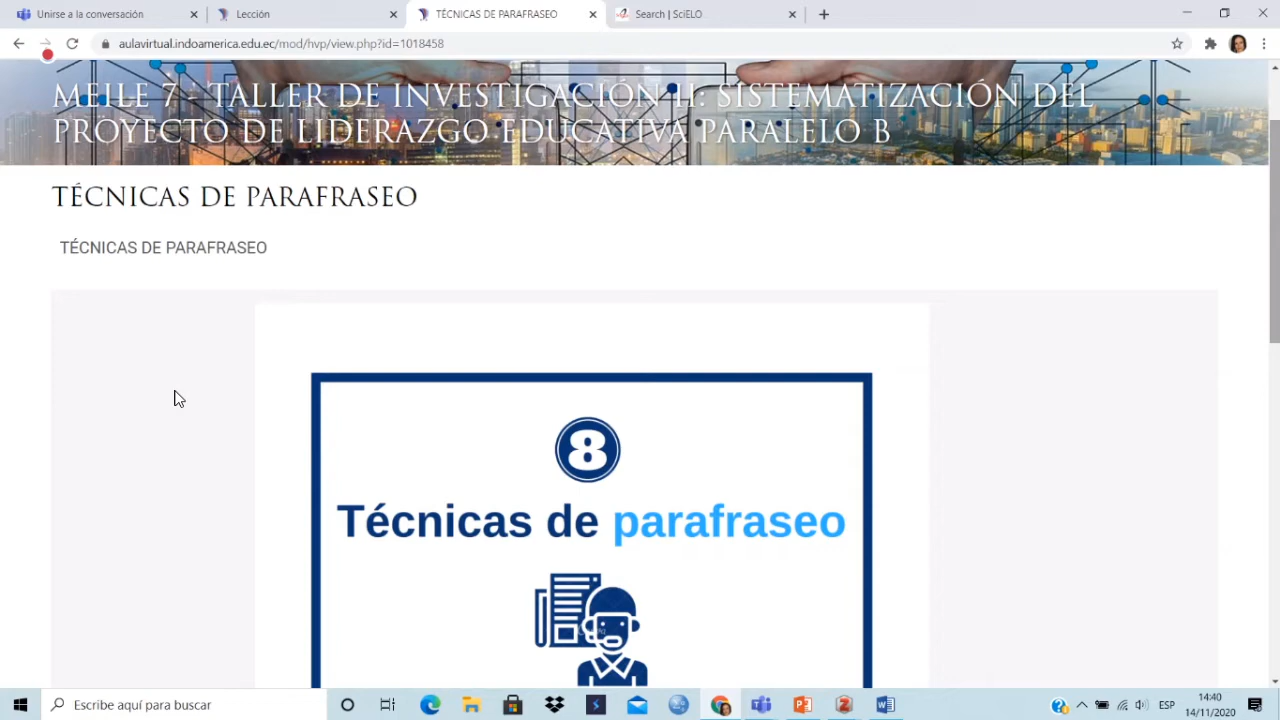 Unirse a la conversación
Lección
TÉCNICAS DE PARAFRASEO
Search | SciELO
aulavirtual.indoamerica.edu.ec/mod/hvp/view.php?id=1018458
MEILE 7 - TALLER DE INVESTIGACIÓN II: SISTEMATIZACIÓN DEL
PROYECTO DE LIDERAZGO EDUCATIVA PARALELO B
TÉCNICAS DE PARAFRASEO
TÉCNICAS DE PARAFRASEO
8
Técnicas de parafraseo
Escribe aquí para buscar
ESP
14:40
14/11/2020